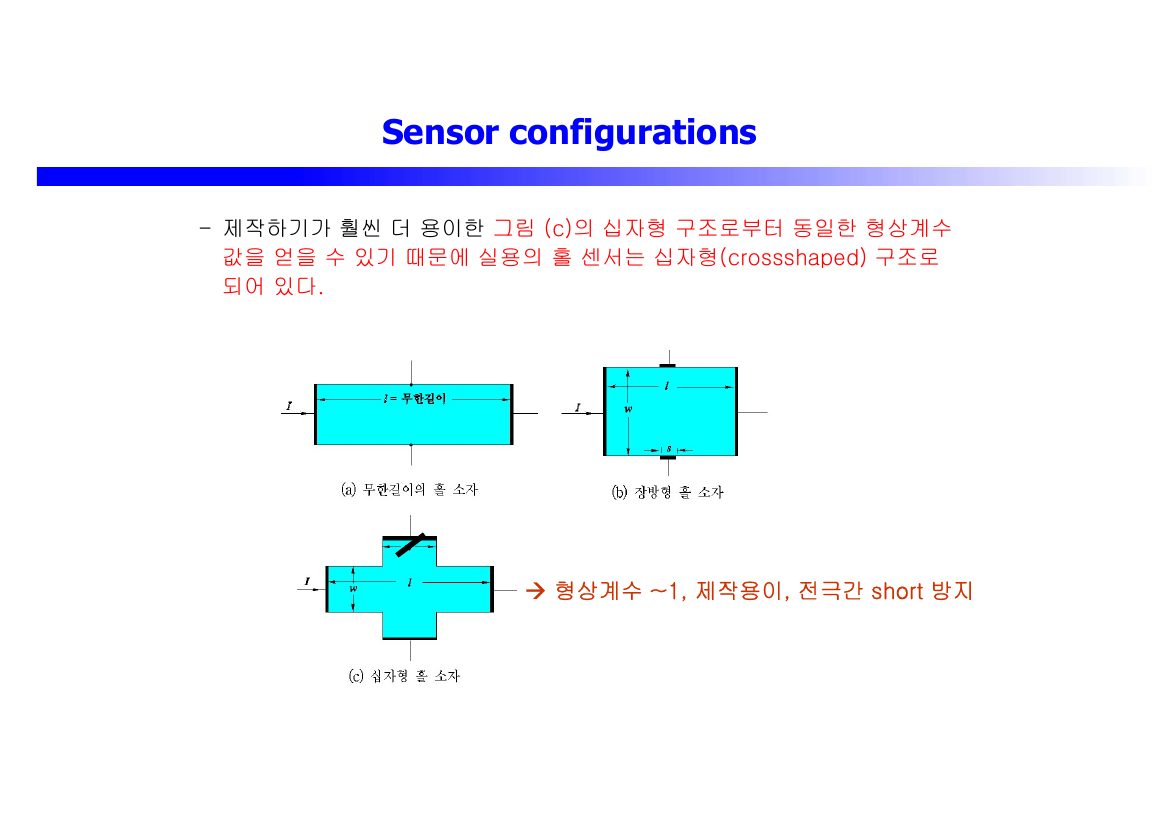 Sensor configurations
- 제작하기가 훨씬 더 용이한 그림 (c)의 십자형 구조로부터 동일한 형상계수
값을 얻을 수 있기 때문에 실용의 홀 센서는 십자형(crossshaped) 구조로
되어 있다.
I
l = 무한길이
(a) 무한길이의 홀 소자
I
l
w
s
(b) 장방형 홀 소자
I
w
l
→ 형상계수 ~1, 제작용이, 전극간 short 방지
(c) 십자형 홀 소자